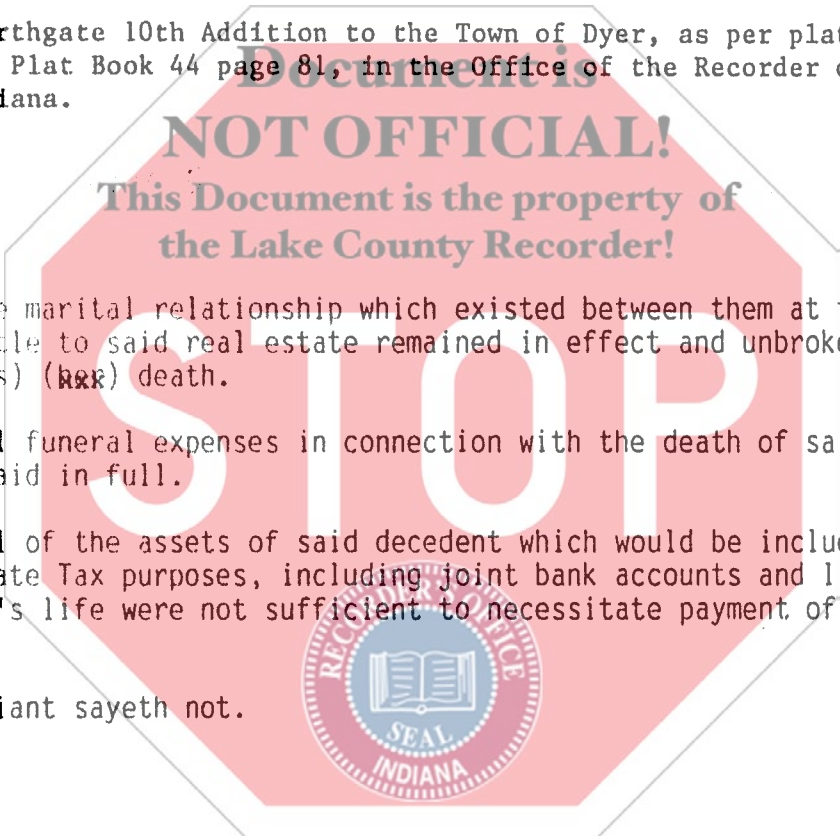 rthgate 10th Addition to the Town of Dyer, as per plat
Plat Book 44 page 81, in the Office of the Recorder
diana.
Document is
NOT OFFICIAL!
This Document is the property of
the Lake County Recorder!
marital relationship which existed between them at
le to said real estate remained in effect and unbroke
s) (her) death.
funeral expenses in connection with the death of sa
aid in full.
of the assets of said decedent which would be inclu
ate Tax purposes, including joint bank accounts and l
's life were not sufficient to necessitate payment of
iant sayeth not.
STOP
RECORDER'S OFFICE
SEAL
INDIANA